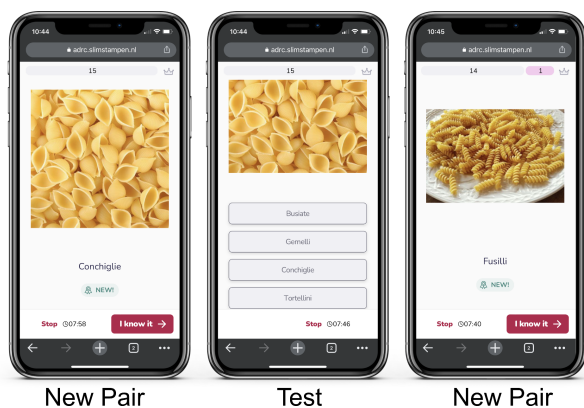 10:44
adrc.slimstampen.nl
15
Conchiglie
NEW!
Stop 07:58
I know it →
2
New Pair
10:44
adrc.slimstampen.nl
15
Busiate
Gemelli
Conchiglie
Tortellini
Stop 07:46
2
Test
10:45
adrc.slimstampen.nl
14 1
Fusilli
NEW!
Stop 07:40
I know it →
2
New Pair